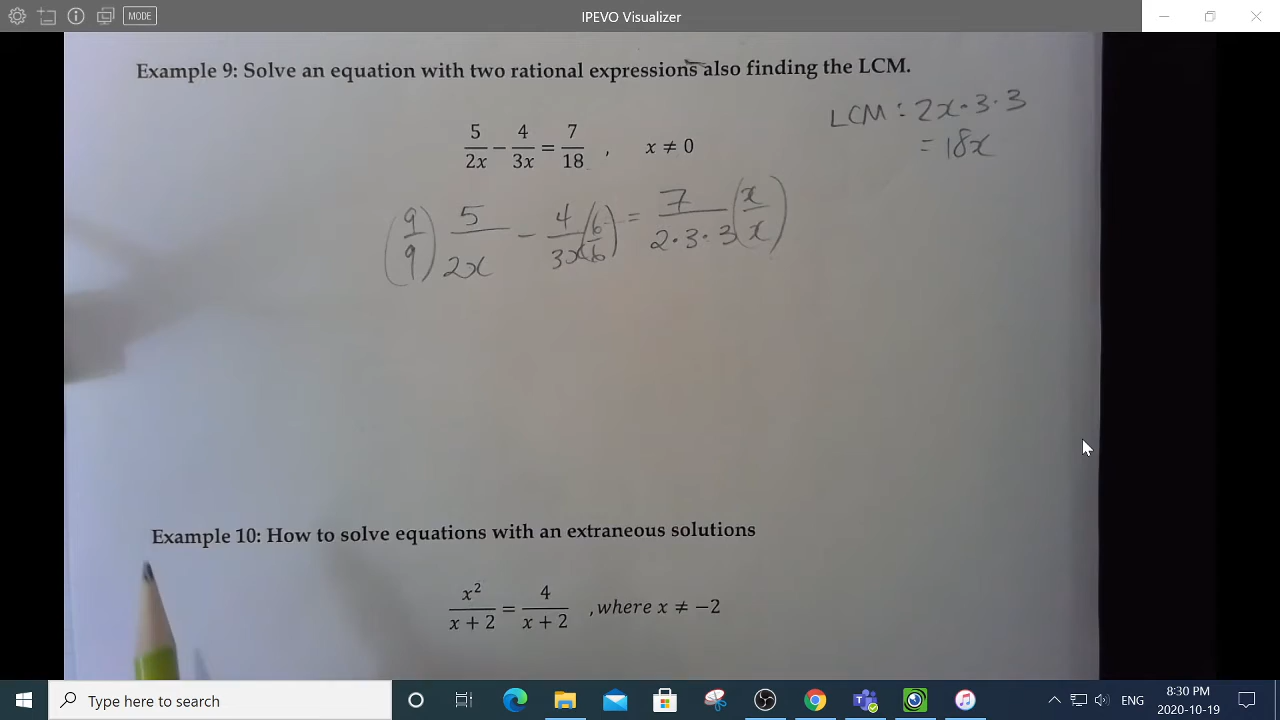 IPEVO Visualizer
MODE
Example 9: Solve an equation with two rational expressions also finding the LCM.
LCM: 2x·3·3
= 18x
5/2x − 4/3x = 7/18 , x ≠ 0
(9/9) 5/2x − 4/3x (6/6) = 7/2·3·3 (x/x)
Example 10: How to solve equations with an extraneous solutions
x²/x + 2 = 4/x + 2 , where x ≠ −2
Type here to search
ENG
8:30 PM
2020-10-19